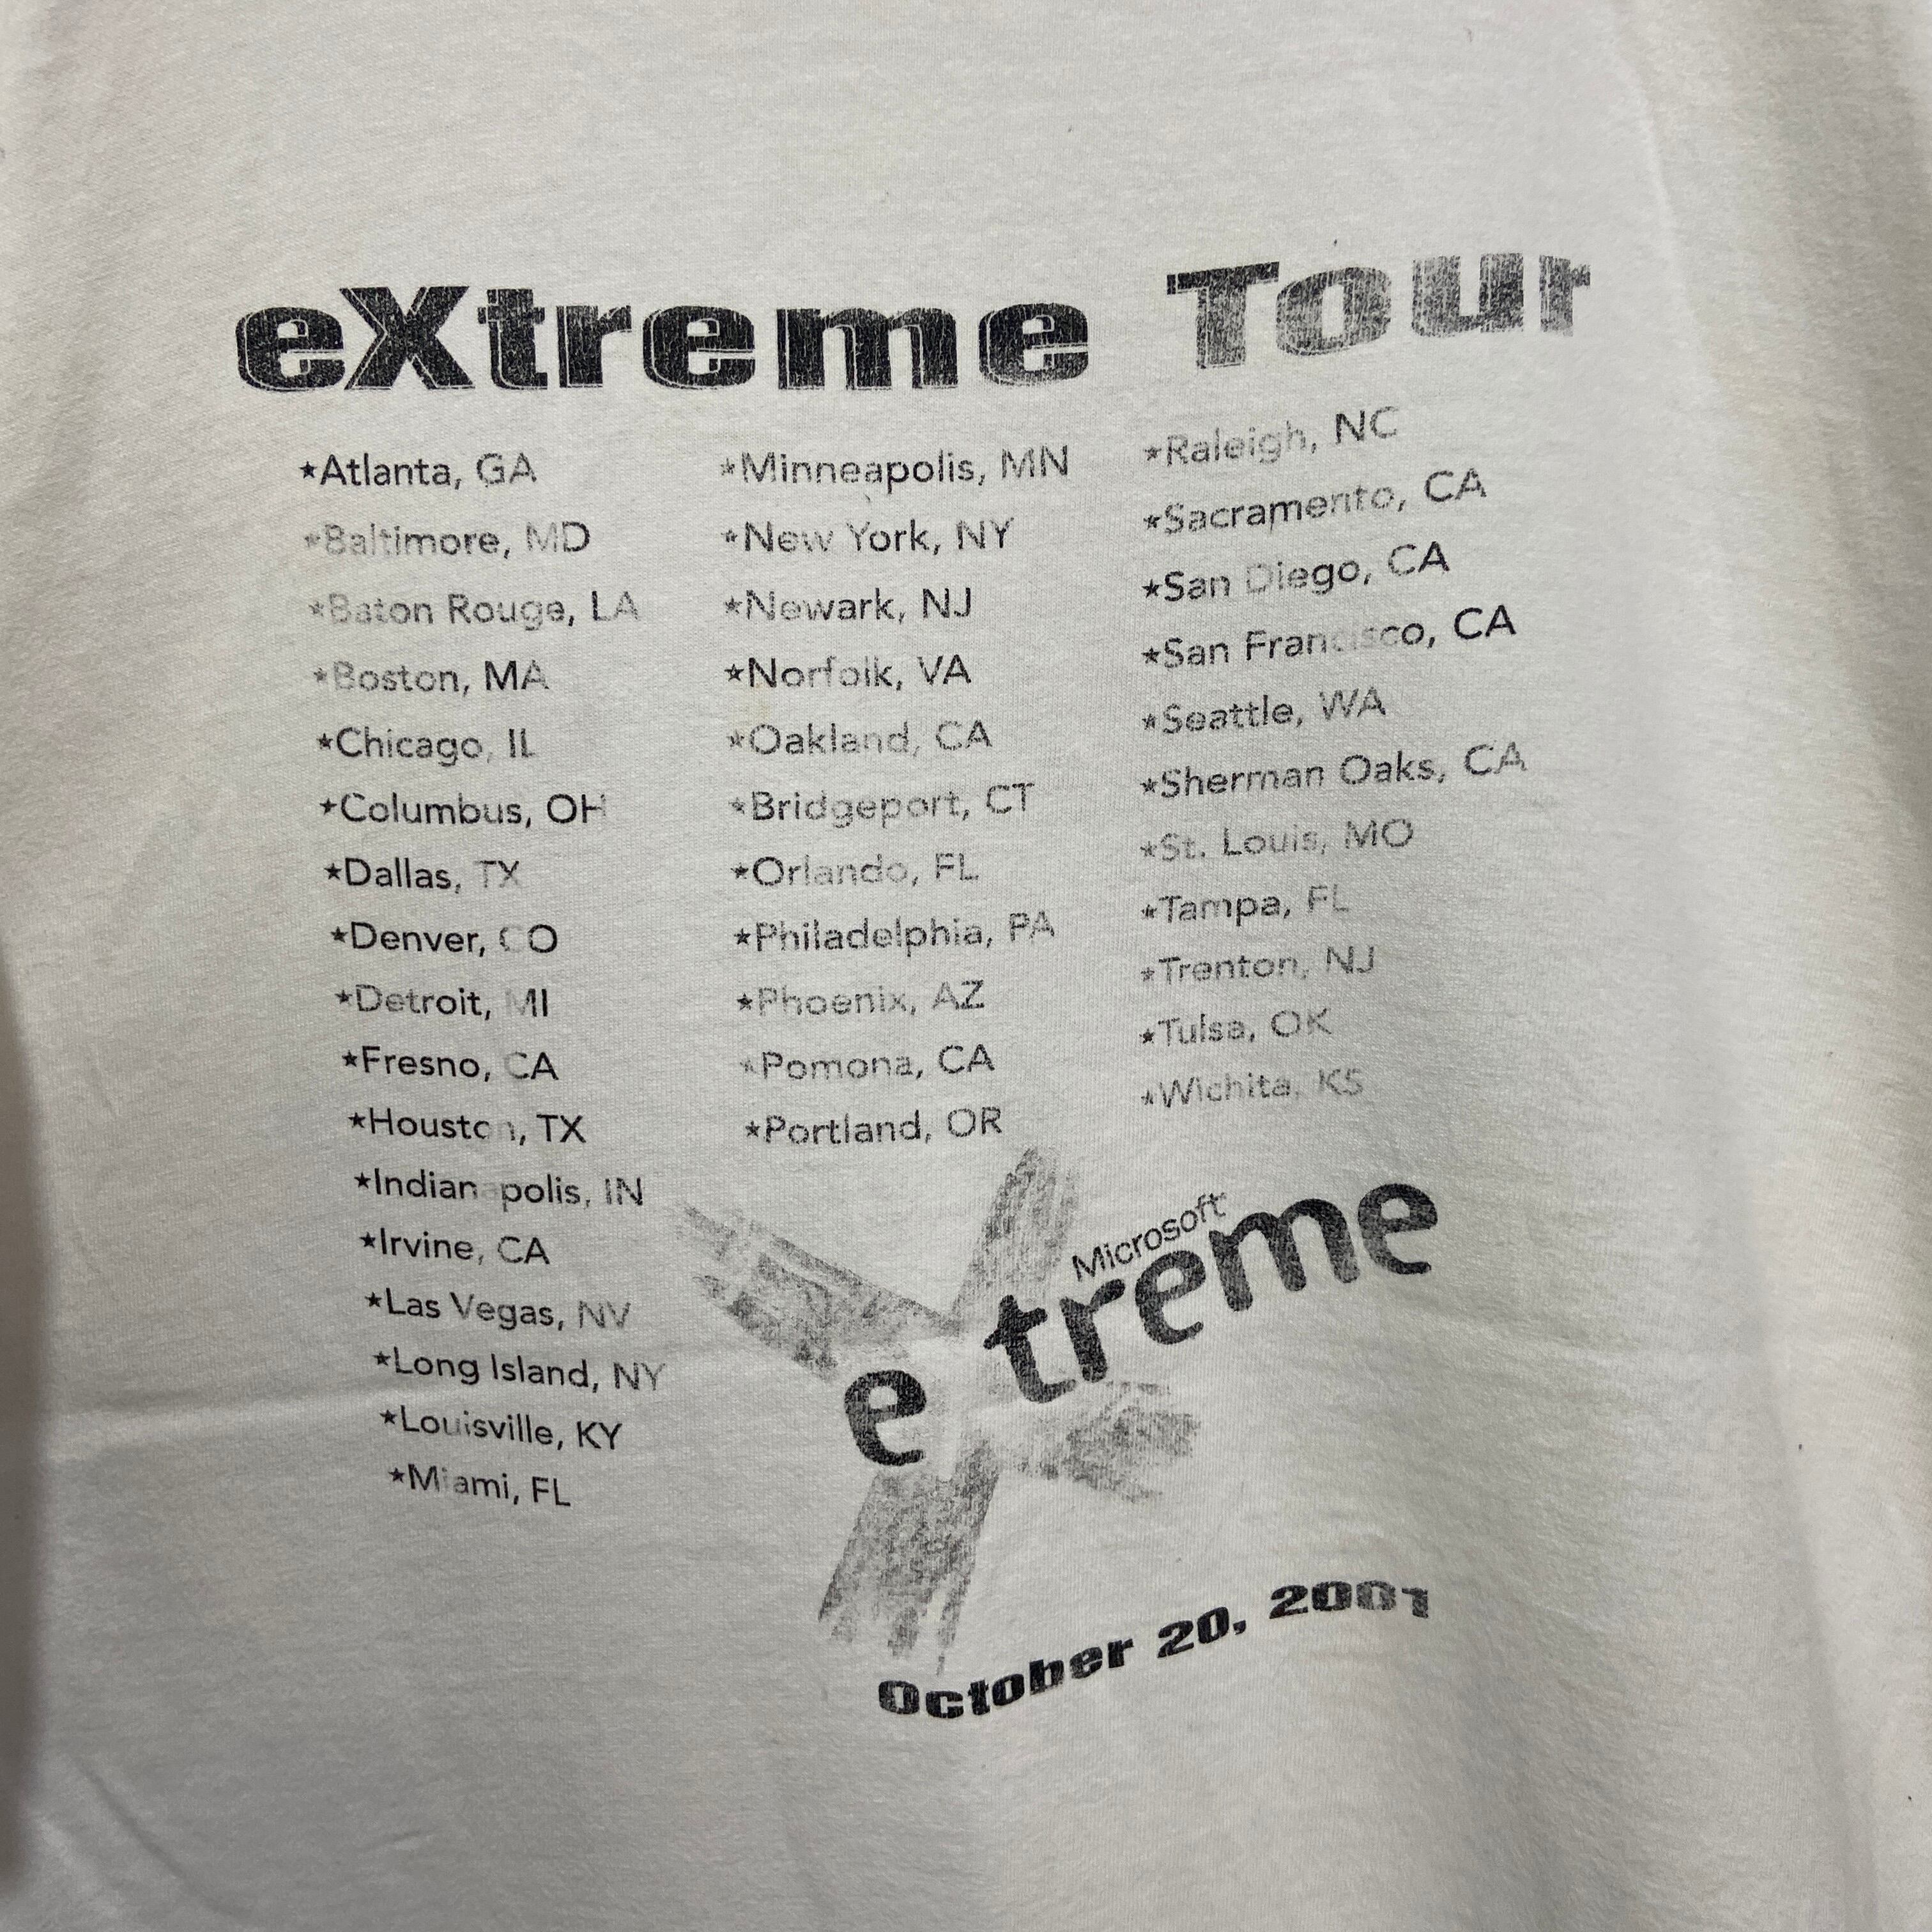 eXtreme Tour
★Atlanta, GA
★Baltimore, MD
★Baton Rouge, LA
★Boston, MA
★Chicago, IL
★Columbus, OH
★Dallas, TX
★Denver, CO
★Detroit, MI
★Fresno, CA
★Houston, TX
★Indianapolis, IN
★Irvine, CA
★Las Vegas, NV
★Long Island, NY
★Louisville, KY
★Miami, FL
★Minneapolis, MN
★New York, NY
★Newark, NJ
★Norfolk, VA
★Oakland, CA
★Bridgeport, CT
★Orlando, FL
★Philadelphia, PA
★Phoenix, AZ
★Pomona, CA
★Portland, OR
★Raleigh, NC
★Sacramento, CA
★San Diego, CA
★San Francisco, CA
★Seattle, WA
★Sherman Oaks, CA
★St. Louis, MO
★Tampa, FL
★Trenton, NJ
★Tulsa, OK
★Wichita, KS
Microsoft
eXtreme
October 20, 2001